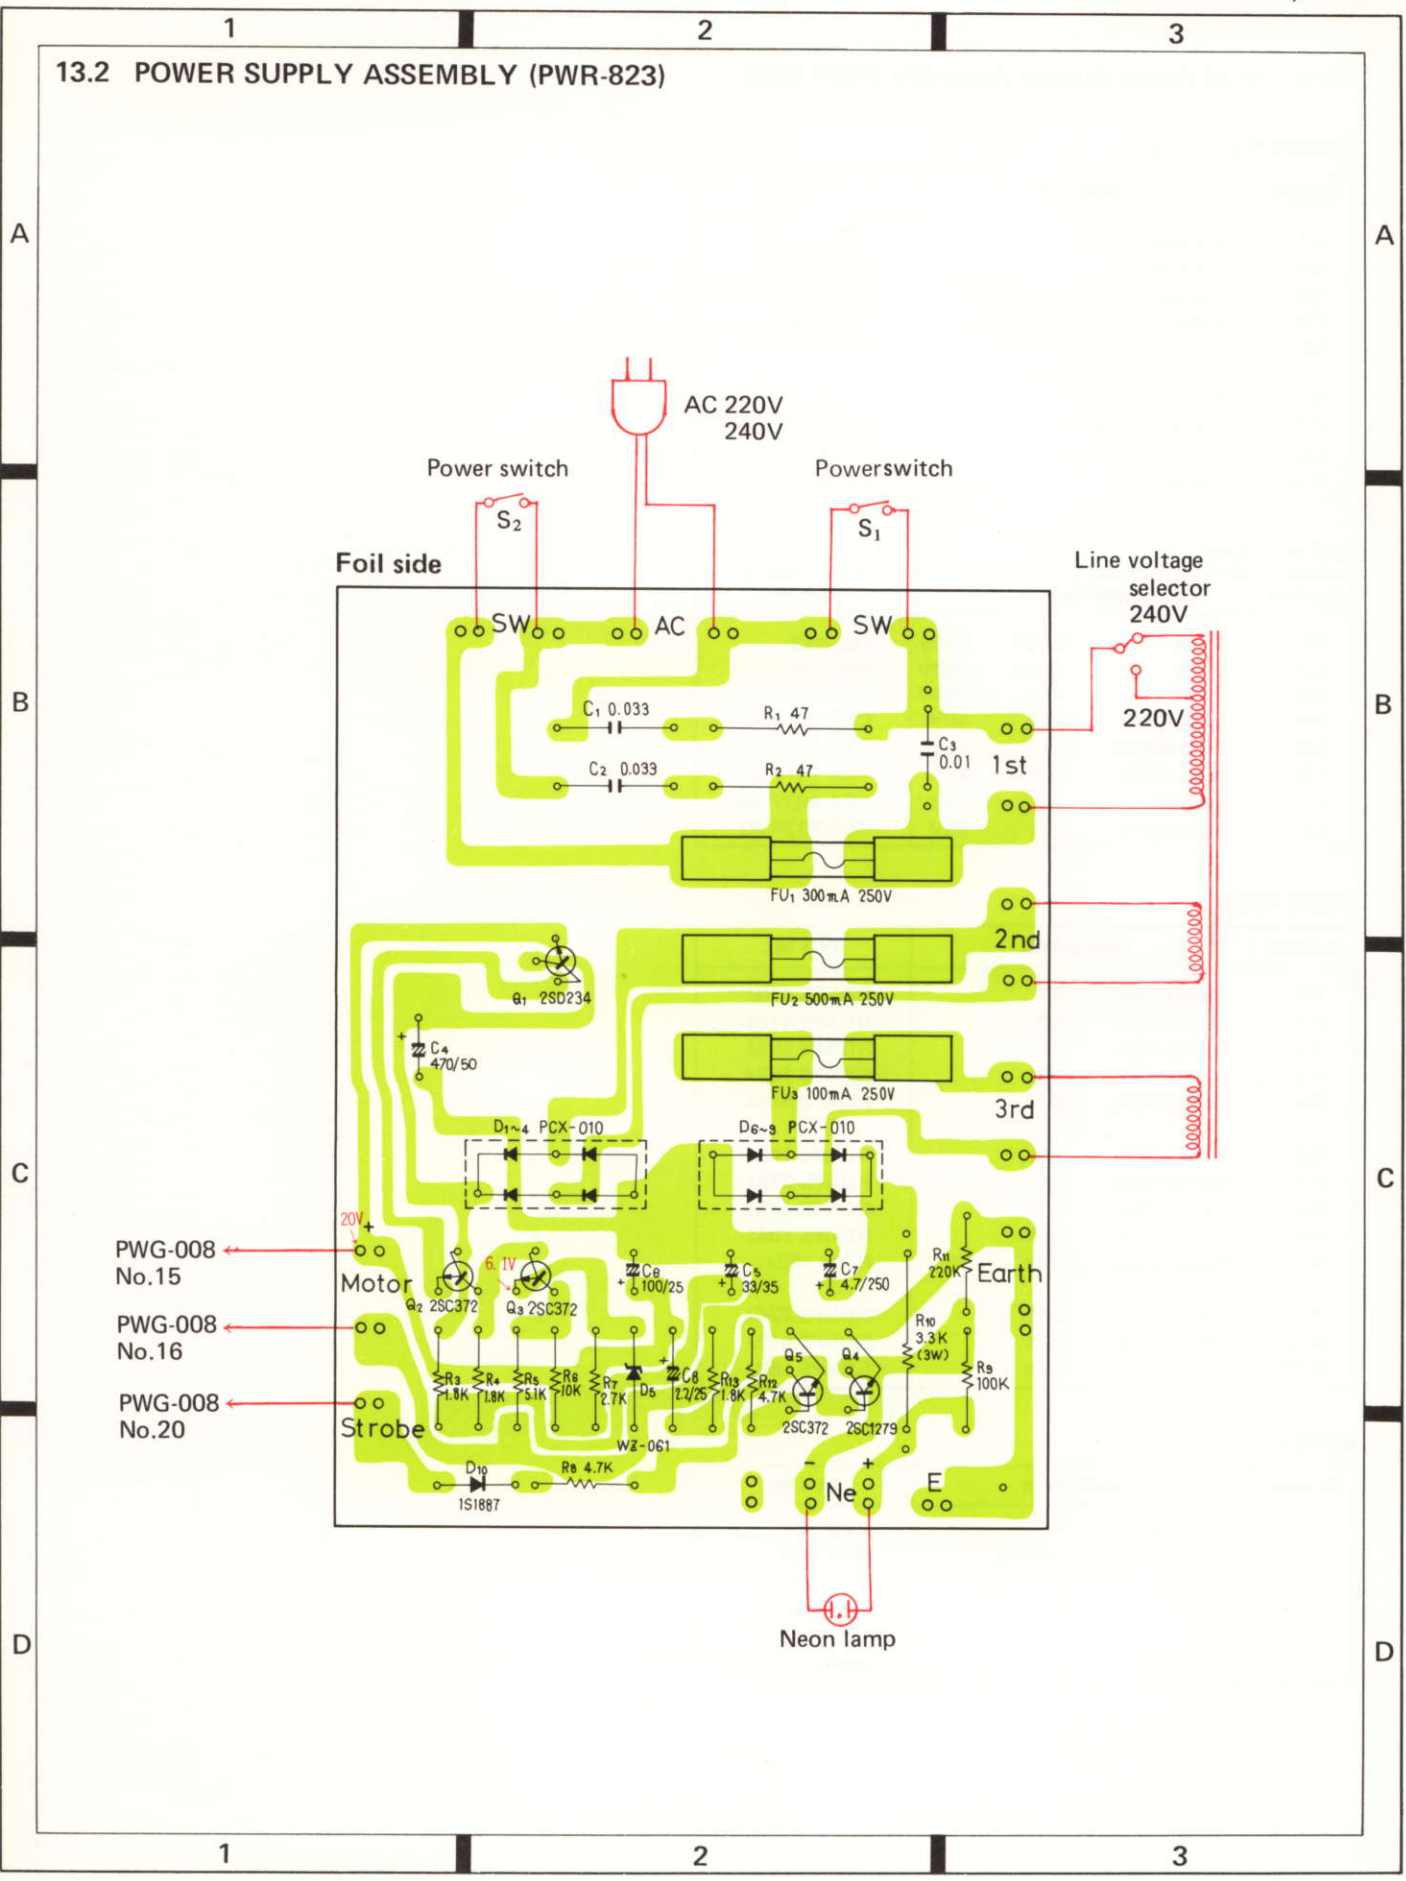 1 2 3
13.2 POWER SUPPLY ASSEMBLY (PWR-823)
A A
AC 220V
240V
Power switch
Powerswitch
S2
S1
Foil side
Line voltage
selector
240V
220V
SW AC SW
B B
C1 0.033
R1 47
C3
0.01
1st
C2 0.033
R2 47
FU1 300mA 250V
2nd
Q1 2SD234
FU2 500mA 250V
+
C4
470/50
FU3 100mA 250V
3rd
D1~4 PCX-010
D6~9 PCX-010
C C
20V
+
PWG-008
No.15
Motor
6.1V
Q2 2SC372
Q3 2SC372
+
100/25
C5
+
33/35
C7
+
4.7/250
R11
220K
Earth
PWG-008
No.16
R10
3.3K
(3W)
Q5
Q4
R9
100K
R3
1.8K
R4
1.8K
R5
5.1K
R6
10K
R7
2.7K
D5
+
2.2/25
R13
1.8K
R12
4.7K
PWG-008
No.20
Strobe
2SC372
2SC1279
WZ-061
D10
1S1887
R8 4.7K
- +
Ne
E
Neon lamp
D D
1 2 3